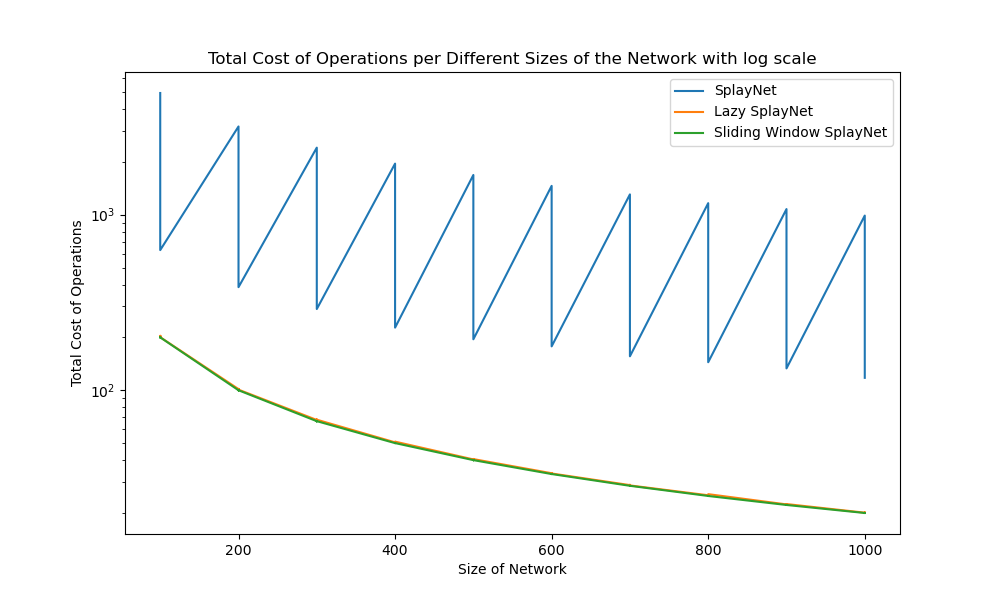 Total Cost of Operations per Different Sizes of the Network with log scale
SplayNet
Lazy SplayNet
Sliding Window SplayNet
Total Cost of Operations
10³
10²
200
400
600
800
1000
Size of Network